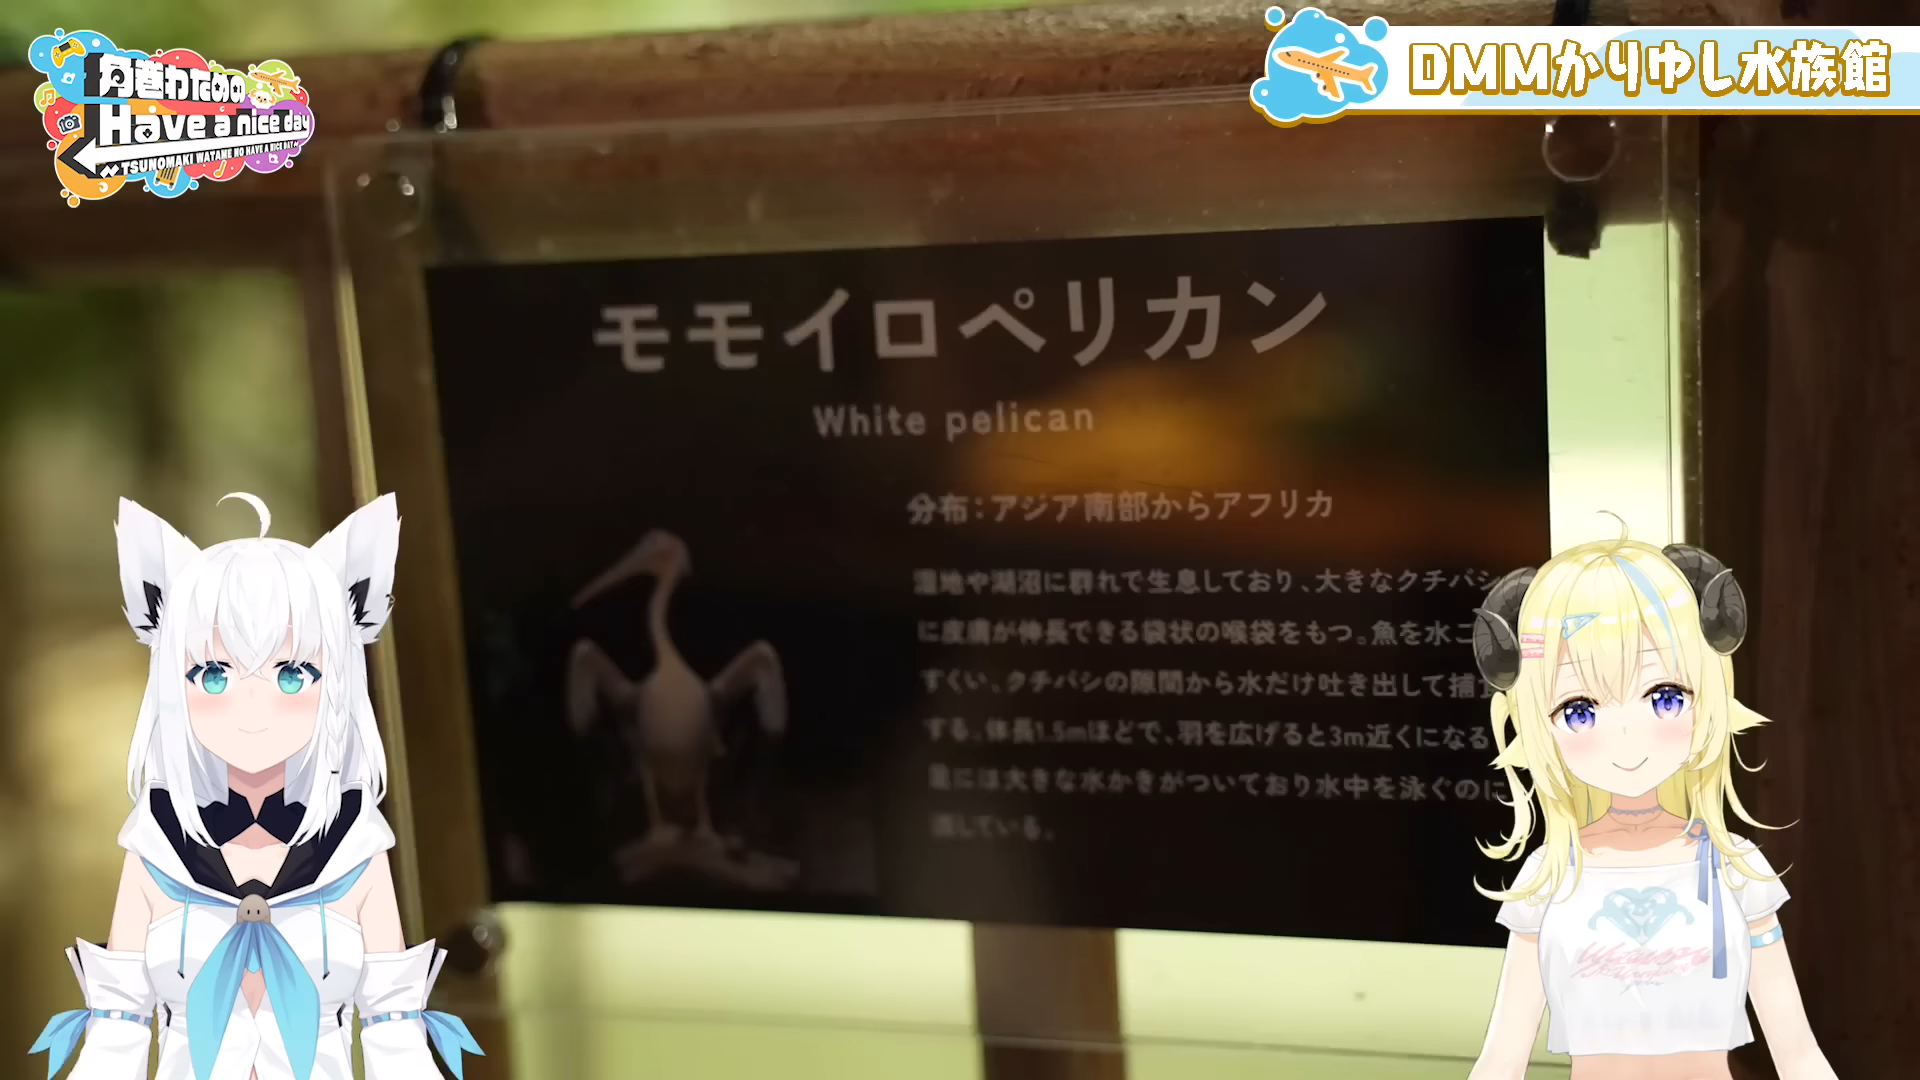 角巻わための
Have a nice day
TSUNOMAKI WATAME NO HAVE A NICE DAY
DMMかりゆし水族館
モモイロペリカン
White pelican
分布：アジア南部からアフリカ
湿地や湖沼に群れで生息しており、大きなクチバシ
に皮膚が伸長できる袋状の喉袋をもつ。魚を水ご
すくい、クチバシの隙間から水だけ吐き出して捕
する。体長1.5mほどで、羽を広げると3m近くになる
足には大きな水かきがついており水中を泳ぐのに
適している。